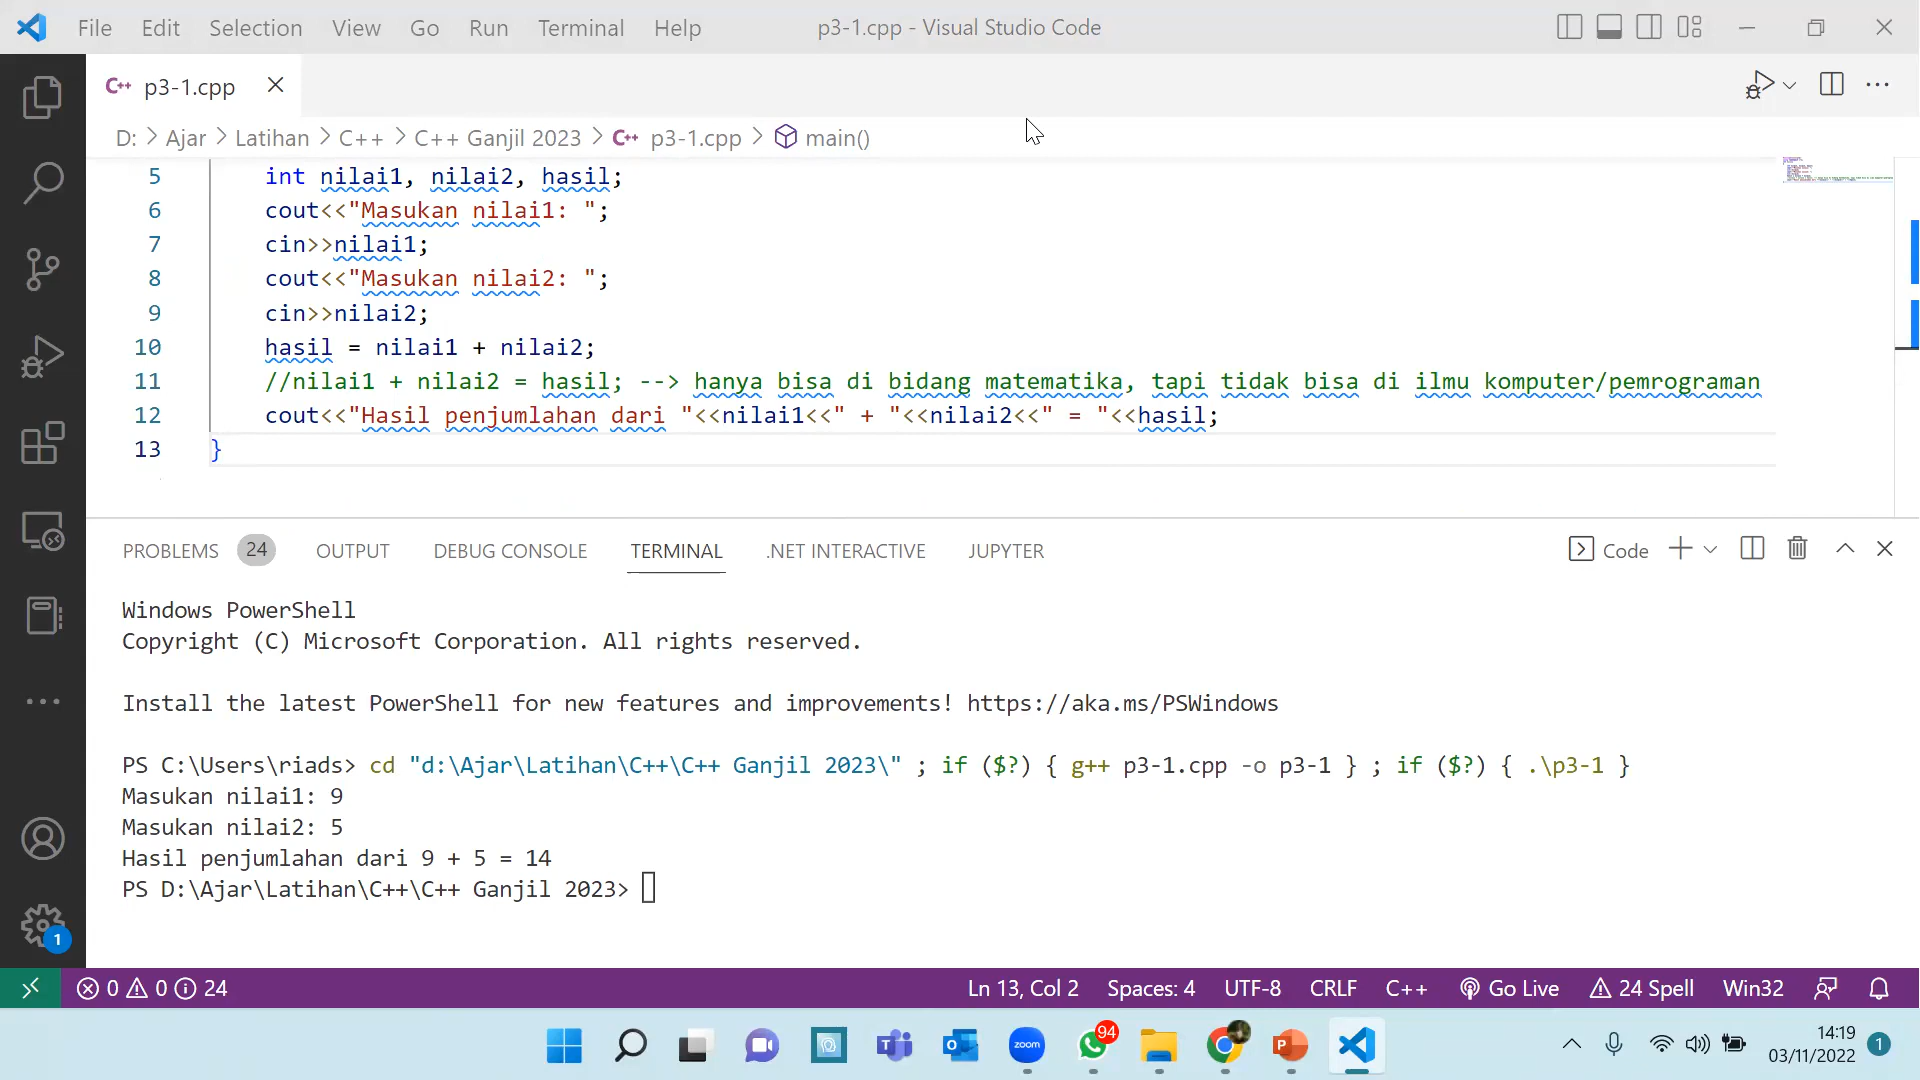 File Edit Selection View Go Run Terminal Help p3-1.cpp - Visual Studio Code
C++ p3-1.cpp
D: > Ajar > Latihan > C++ > C++ Ganjil 2023 > C++ p3-1.cpp > main()
5 int nilai1, nilai2, hasil;
6 cout<<"Masukan nilai1: ";
7 cin>>nilai1;
8 cout<<"Masukan nilai2: ";
9 cin>>nilai2;
10 hasil = nilai1 + nilai2;
11 //nilai1 + nilai2 = hasil; --> hanya bisa di bidang matematika, tapi tidak bisa di ilmu komputer/pemrograman
12 cout<<"Hasil penjumlahan dari "<<nilai1<<" + "<<nilai2<<" = "<<hasil;
13 }
PROBLEMS 24 OUTPUT DEBUG CONSOLE TERMINAL .NET INTERACTIVE JUPYTER Code
Windows PowerShell
Copyright (C) Microsoft Corporation. All rights reserved.
Install the latest PowerShell for new features and improvements! https://aka.ms/PSWindows
PS C:\Users\riads> cd "d:\Ajar\Latihan\C++\C++ Ganjil 2023\" ; if ($?) { g++ p3-1.cpp -o p3-1 } ; if ($?) { .\p3-1 }
Masukan nilai1: 9
Masukan nilai2: 5
Hasil penjumlahan dari 9 + 5 = 14
PS D:\Ajar\Latihan\C++\C++ Ganjil 2023>
1
0 0 24 Ln 13, Col 2 Spaces: 4 UTF-8 CRLF C++ Go Live 24 Spell Win32
zoom 94 14:19
03/11/2022 1